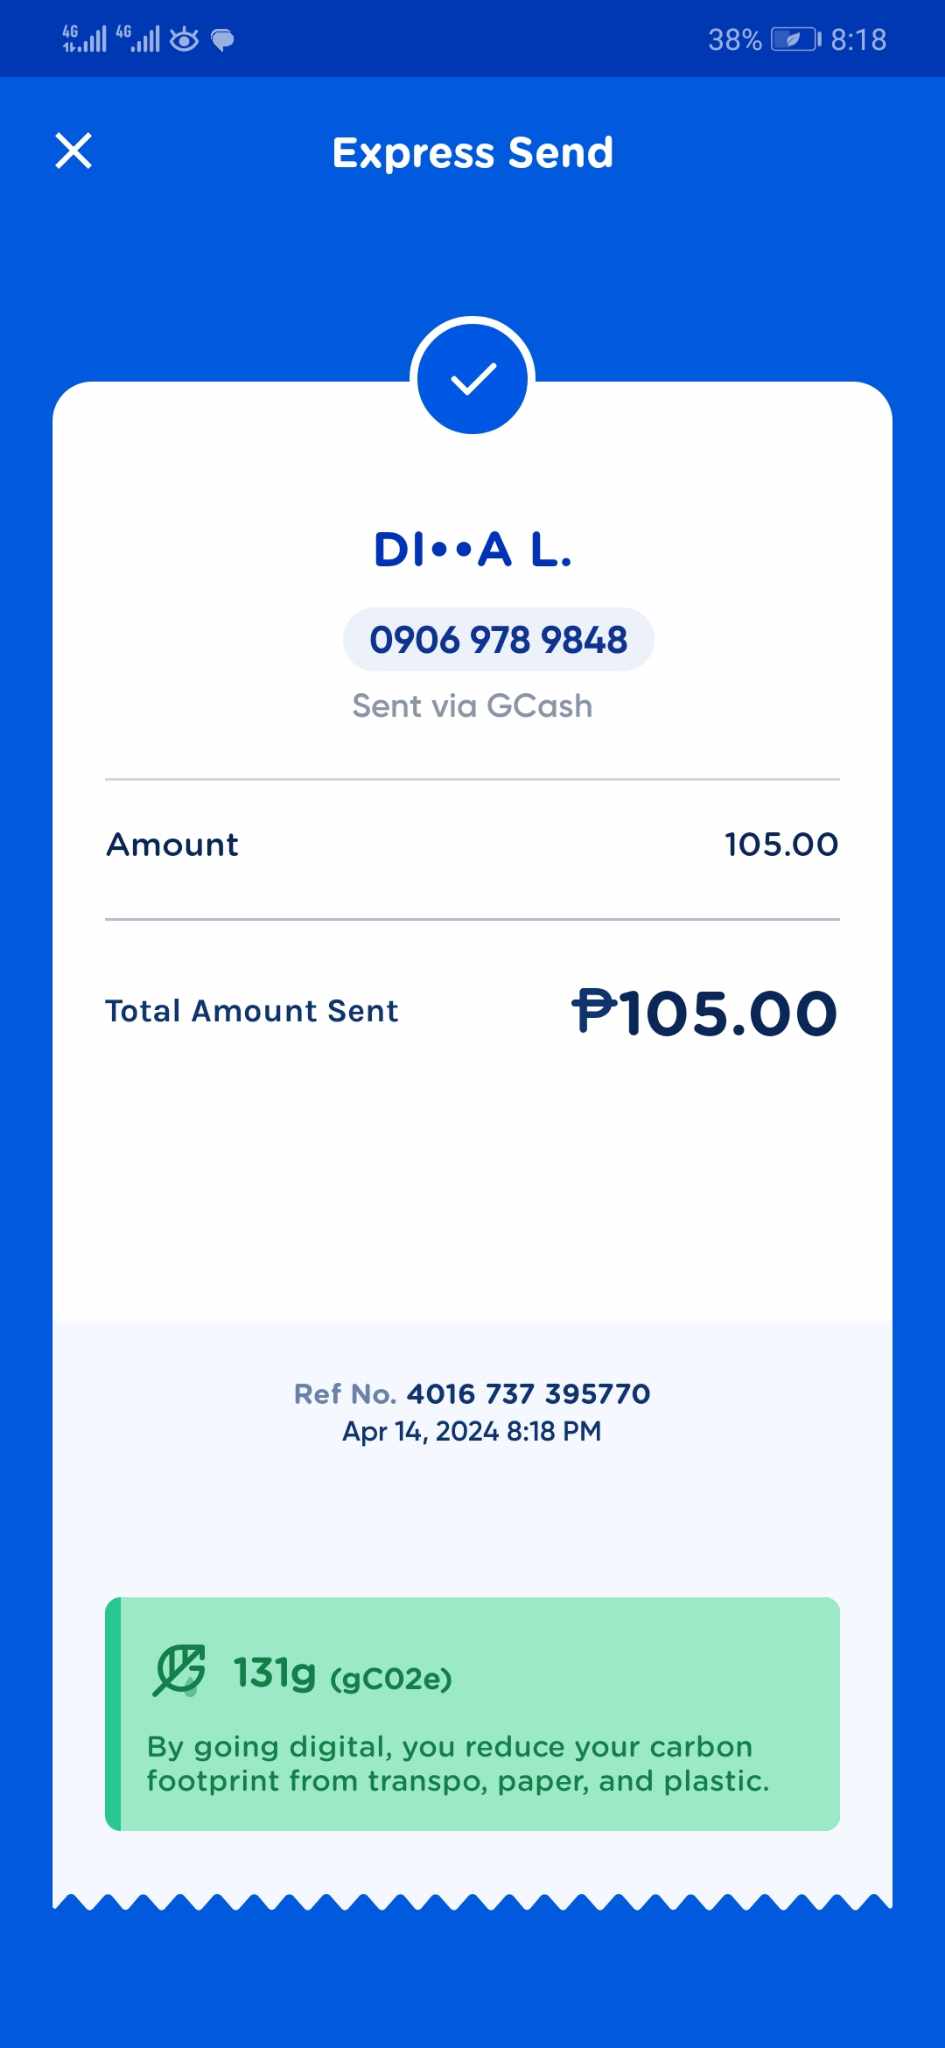 4G 4G 38% 8:18
Express Send
DI••A L.
0906 978 9848
Sent via GCash
Amount 105.00
Total Amount Sent ₱105.00
Ref No. 4016 737 395770
Apr 14, 2024 8:18 PM
131g (gC02e)
By going digital, you reduce your carbon
footprint from transpo, paper, and plastic.